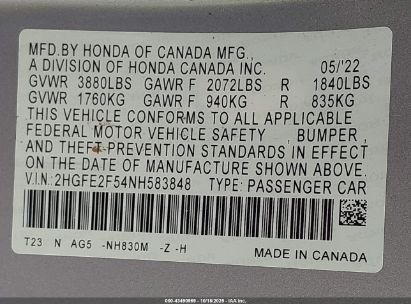 MFD.BY HONDA OF CANADA MFG.,
A DIVISION OF HONDA CANADA INC. 05/'22
GVWR 3880LBS GAWR F 2072LBS R 1840LBS
GVWR 1760KG GAWR F 940KG R 835KG
THIS VEHICLE CONFORMS TO ALL APPLICABLE
FEDERAL MOTOR VEHICLE SAFETY , BUMPER ,
AND THEFT PREVENTION STANDARDS IN EFFECT
ON THE DATE OF MANUFACTURE SHOWN ABOVE.
V.I.N.:2HGFE2F54NH583848 TYPE:PASSENGER CAR
T23 N AG5 -NH830M -Z -H
MADE IN CANADA